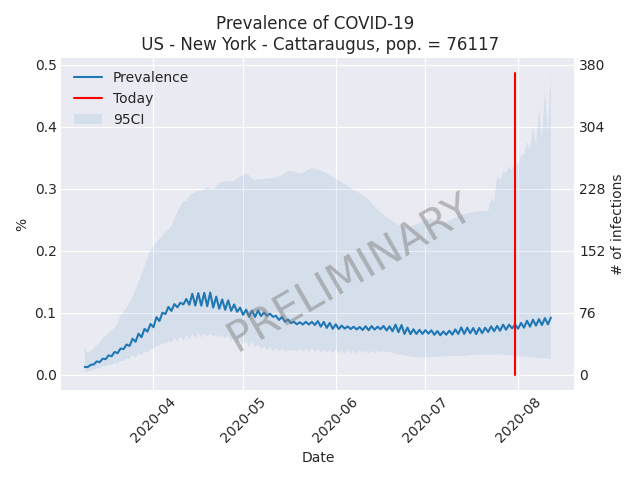 Prevalence of COVID-19
US - New York - Cattaraugus, pop. = 76117
Prevalence
Today
95CI
PRELIMINARY
%
0.5
0.4
0.3
0.2
0.1
0.0
380
304
228
152
76
0
# of infections
2020-04
2020-05
2020-06
2020-07
2020-08
Date